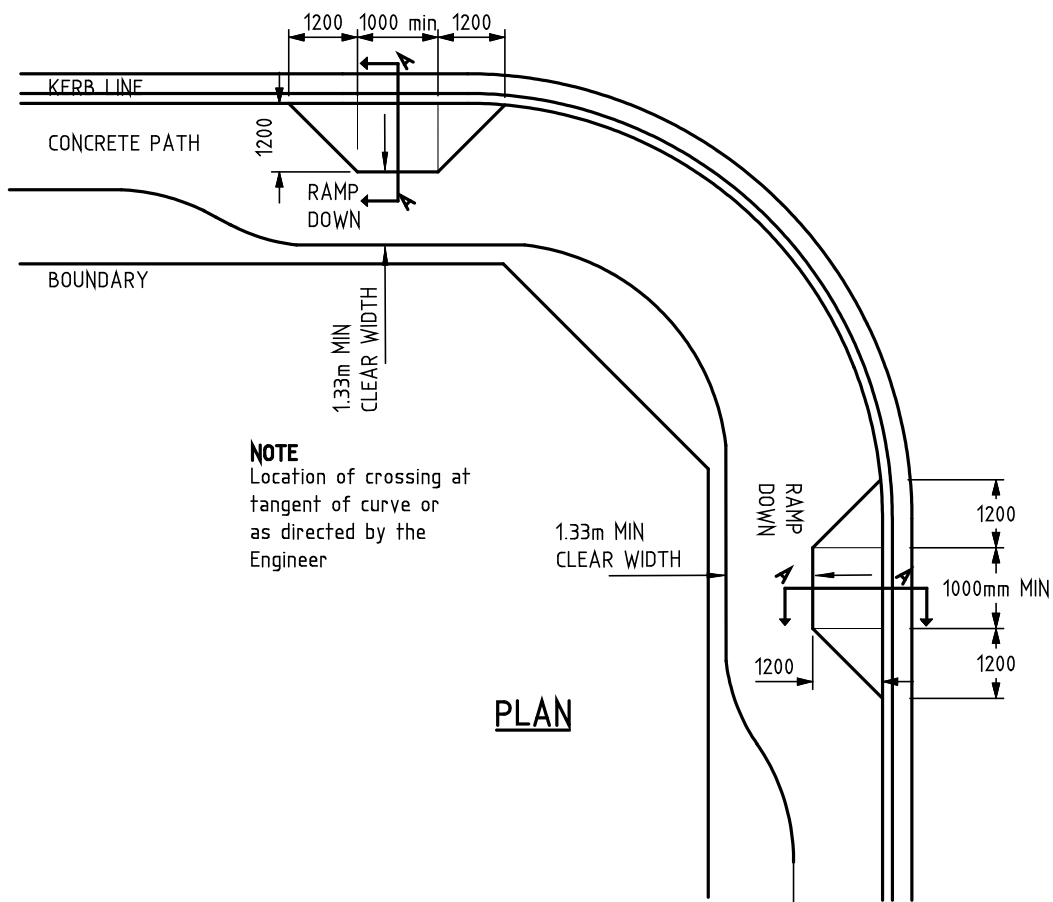 1200 1000 min 1200
A
KERB LINE
CONCRETE PATH
1200
RAMP
DOWN
A
BOUNDARY
1.33m MIN
CLEAR WIDTH
NOTE
Location of crossing at
tangent of curve or
as directed by the
Engineer
RAMP
DOWN
1200
1.33m MIN
CLEAR WIDTH
A
A
1000mm MIN
1200
1200
PLAN